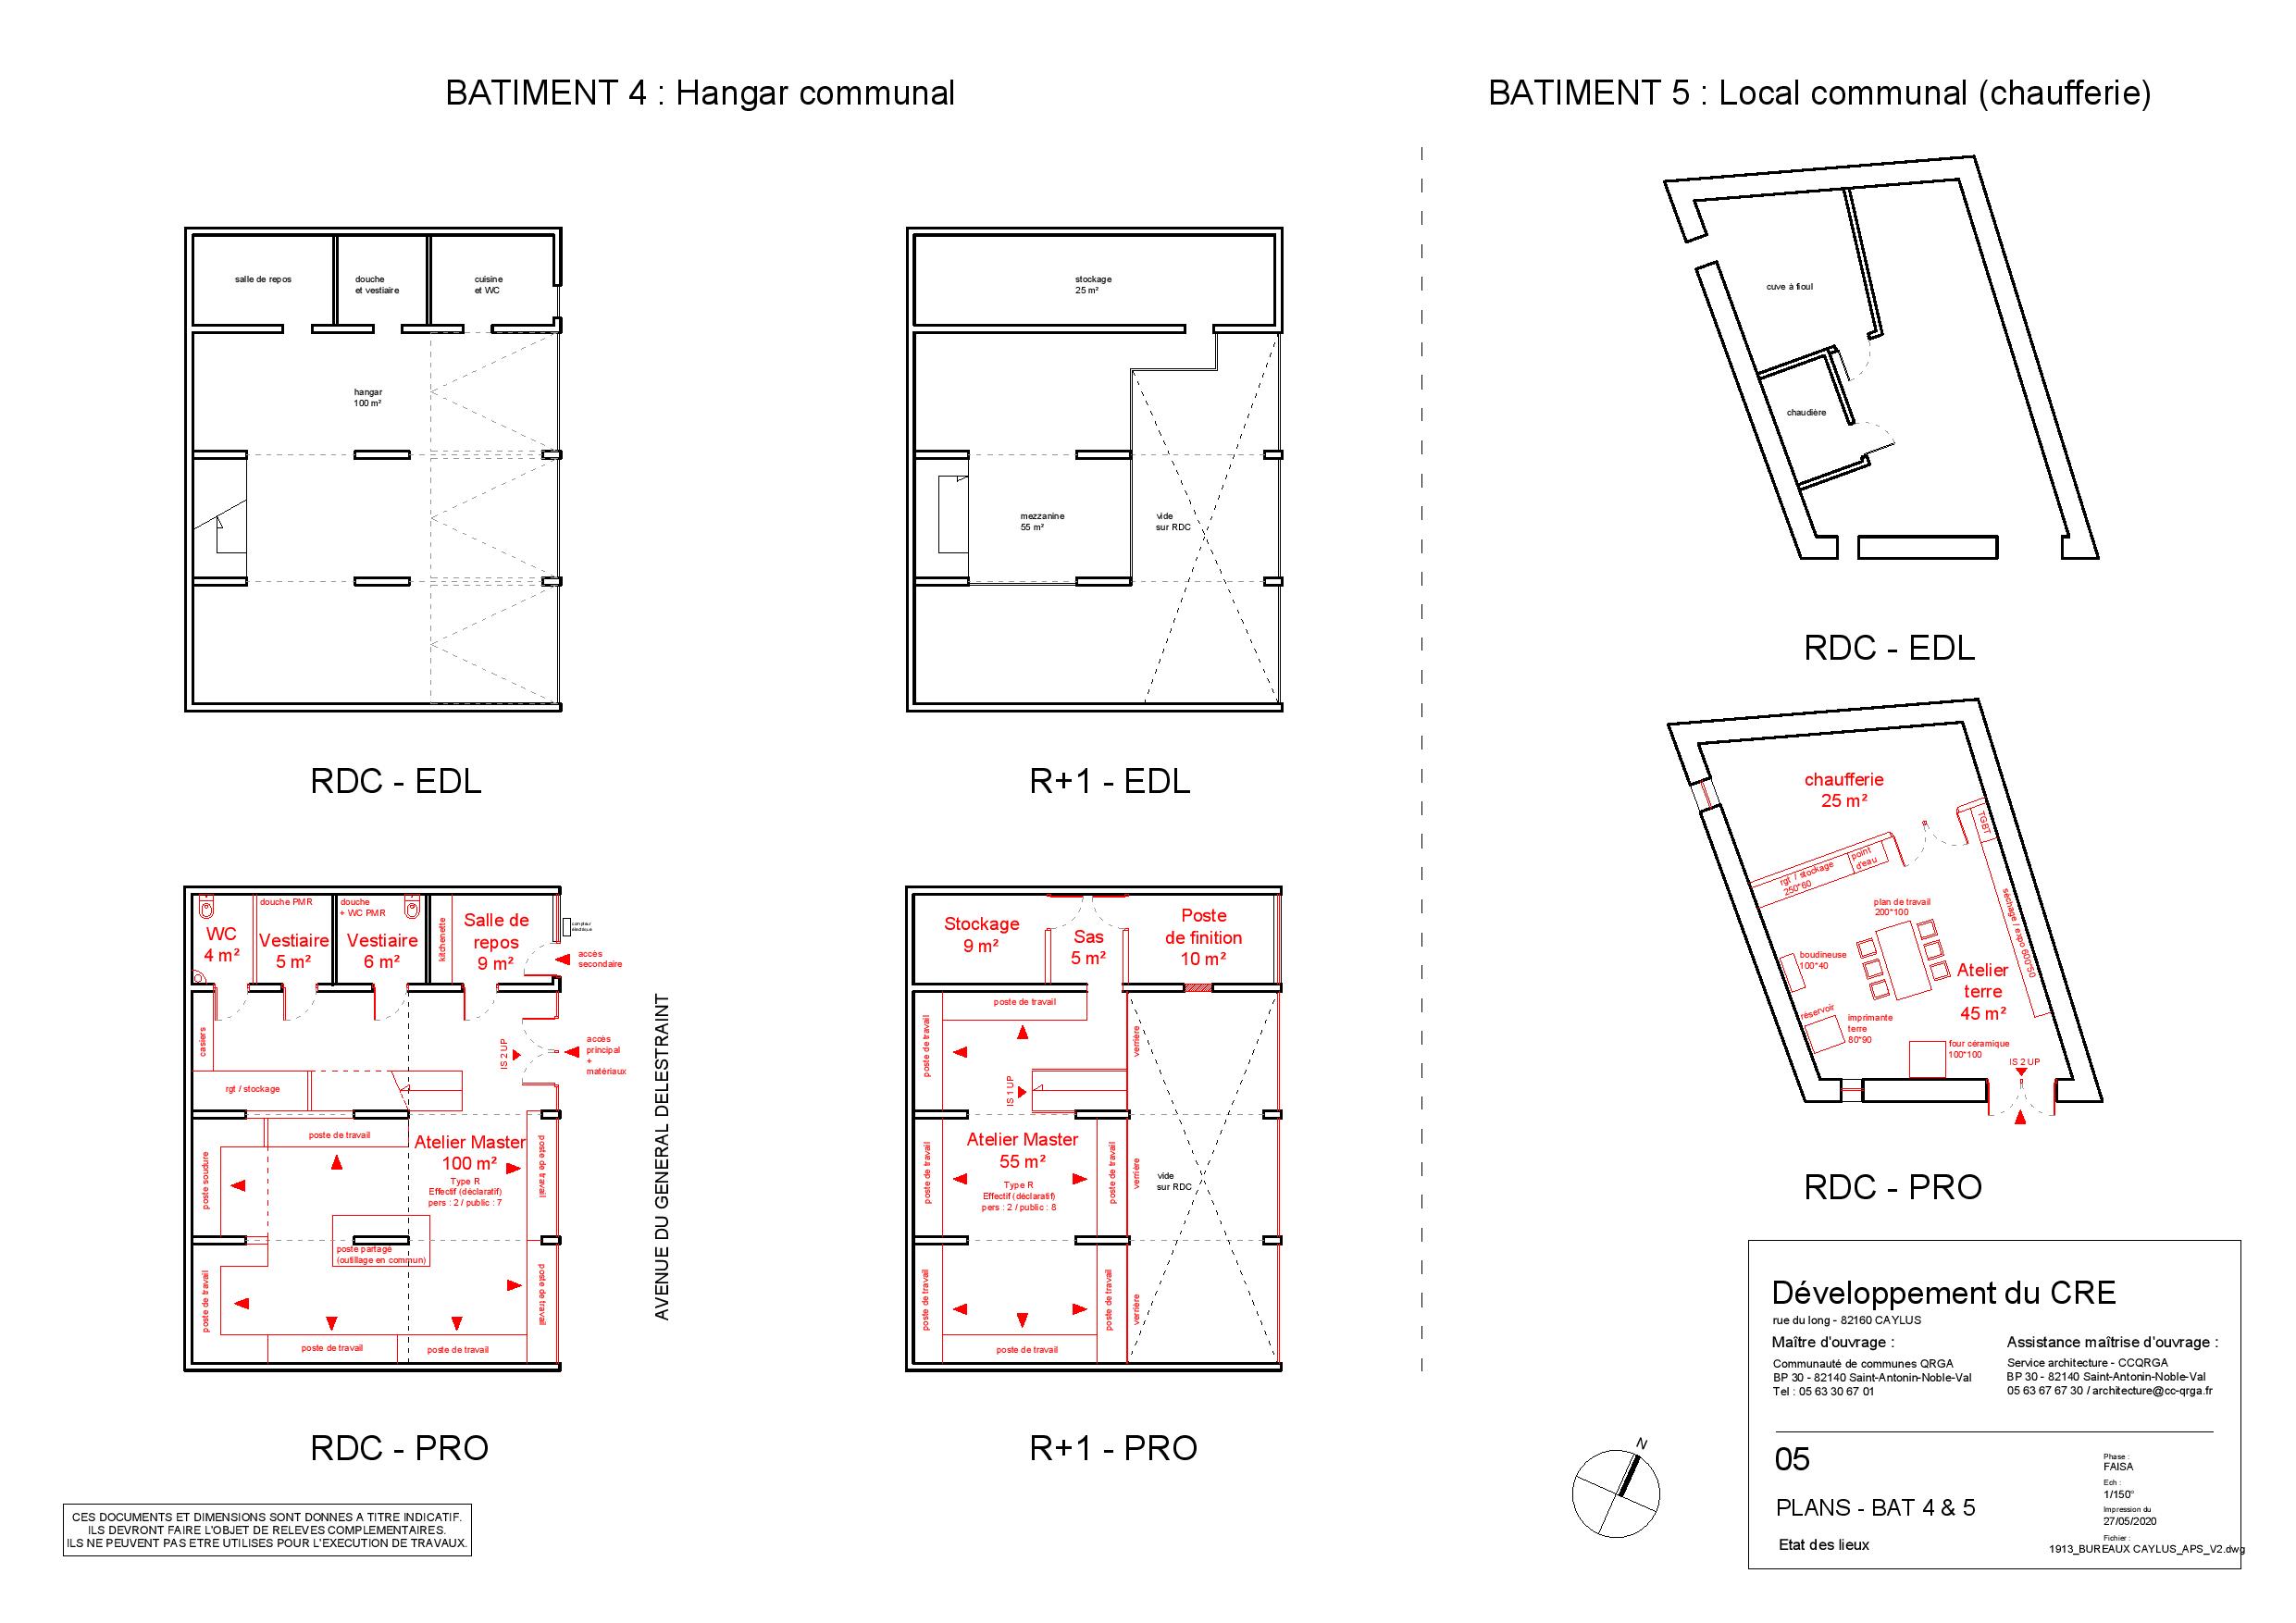 BATIMENT 4 : Hangar communal
BATIMENT 5 : Local communal (chaufferie)
salle de repos
douche
et vestiaire
cuisine
et WC
hangar
100 m²
RDC - EDL
stockage
25 m²
mezzanine
55 m²
vide
sur RDC
R+1 - EDL
cuve à fioul
chaudière
RDC - EDL
WC
4 m²
douche PMR
Vestiaire
5 m²
douche
+ WC PMR
Vestiaire
6 m²
kitchenette
Salle de
repos
9 m²
compteur
électrique
accès
secondaire
casiers
IS 2 UP
accès
principal
+
matériaux
rgt / stockage
poste de travail
Atelier Master
100 m²
Type R
Effectif (déclaratif)
pers : 2 / public : 7
poste soudure
poste de travail
poste partagé
(outillage en commun)
poste de travail
poste de travail
poste de travail
poste de travail
AVENUE DU GENERAL DELESTRAINT
RDC - PRO
Stockage
9 m²
Sas
5 m²
Poste
de finition
10 m²
poste de travail
poste de travail
verrière
IS 1 UP
Atelier Master
55 m²
Type R
Effectif (déclaratif)
pers : 2 / public : 8
poste de travail
poste de travail
verrière
vide
sur RDC
poste de travail
poste de travail
verrière
poste de travail
R+1 - PRO
chaufferie
25 m²
TGBT
rgt / stockage
250*60
point
d'eau
plan de travail
200*100
séchage / expo 600*50
boudineuse
100*40
Atelier
terre
45 m²
réservoir
imprimante
terre
80*90
four céramique
100*100
IS 2 UP
RDC - PRO
Développement du CRE
rue du long - 82160 CAYLUS
Maître d'ouvrage :
Communauté de communes QRGA
BP 30 - 82140 Saint-Antonin-Noble-Val
Tel : 05 63 30 67 01
Assistance maîtrise d'ouvrage :
Service architecture - CCQRGA
BP 30 - 82140 Saint-Antonin-Noble-Val
05 63 67 67 30 / architecture@cc-qrga.fr
05
PLANS - BAT 4 & 5
Etat des lieux
Phase :
FAISA
Ech :
1/150°
Impression du
27/05/2020
Fichier :
1913_BUREAUX CAYLUS_APS_V2.dwg
N
CES DOCUMENTS ET DIMENSIONS SONT DONNES A TITRE INDICATIF.
ILS DEVRONT FAIRE L'OBJET DE RELEVES COMPLEMENTAIRES.
ILS NE PEUVENT PAS ETRE UTILISES POUR L'EXECUTION DE TRAVAUX.